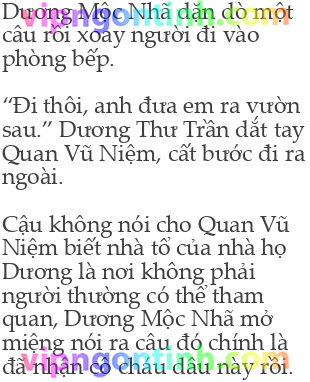 Dương Mộc Nhã dặn dò một
câu rồi xoay người đi vào
phòng bếp.
“Đi thôi, anh đưa em ra vườn
sau.” Dương Thư Trần dắt tay
Quan Vũ Niệm, cất bước đi ra
ngoài.
Cậu không nói cho Quan Vũ
Niệm biết nhà tổ của nhà họ
Dương là nơi không phải
người thường có thể tham
quan, Dương Mộc Nhã mở
miệng nói ra câu đó chính là
đã nhận cô cháu dâu này rồi.
vipngontinh.com
vipngontinh.com